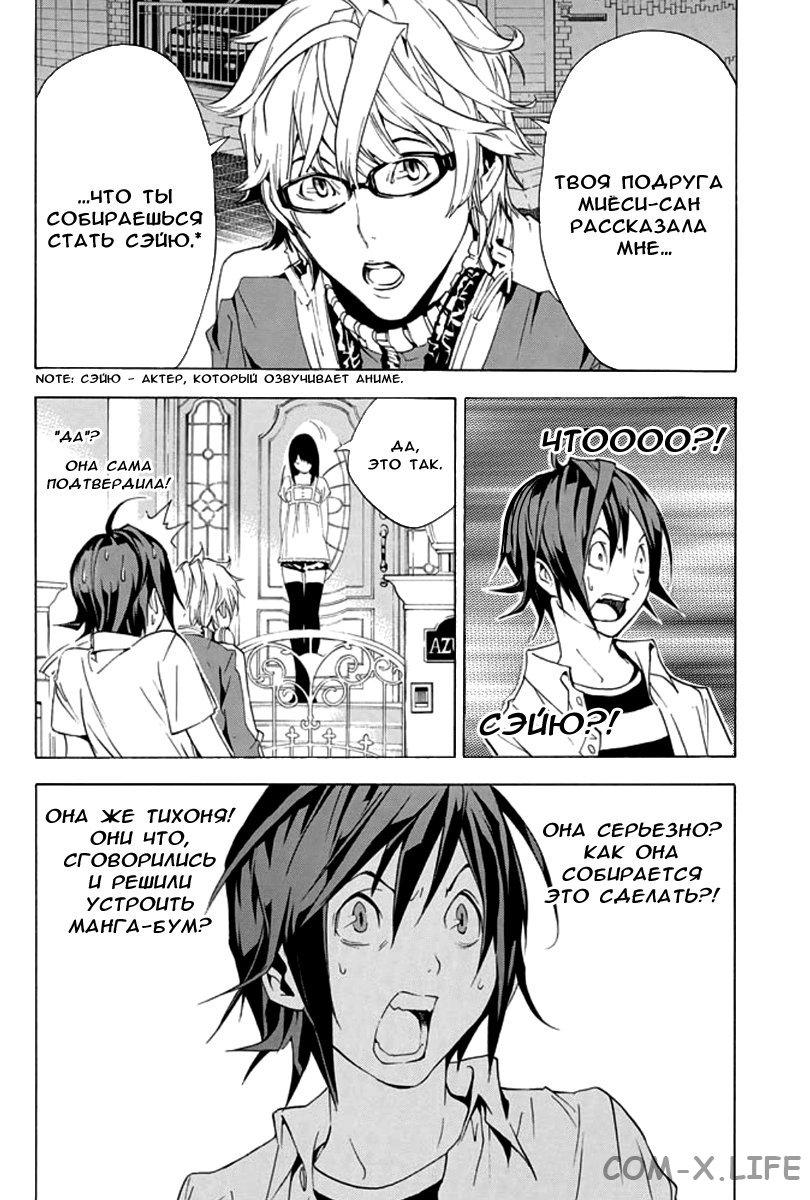 ТВОЯ ПОДРУГА
МИЁСИ-САН
РАССКАЗАЛА
МНЕ...
...ЧТО ТЫ
СОБИРАЕШЬСЯ
СТАТЬ СЭЙЮ.*
NOTE: СЭЙЮ - АКТЕР, КОТОРЫЙ ОЗВУЧИВАЕТ АНИМЕ.
ЧТОООО?!
СЭЙЮ?!
ДА,
ЭТО ТАК.
"ДА"?
ОНА САМА
ПОДТВЕРДИЛА!
AZU
ОНА СЕРЬЕЗНО?
КАК ОНА
СОБИРАЕТСЯ
ЭТО СДЕЛАТЬ?!
ОНА ЖЕ ТИХОНЯ!
ОНИ ЧТО,
СГОВОРИЛИСЬ
И РЕШИЛИ
УСТРОИТЬ
МАНГА-БУМ?
COM-X.LIFE